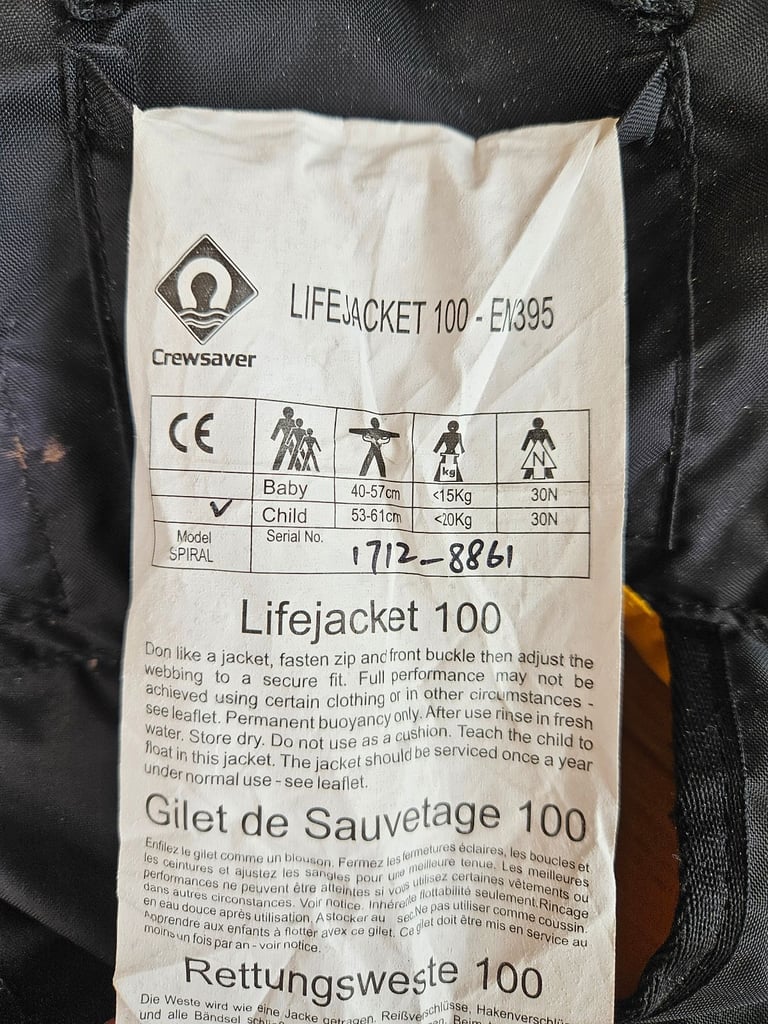 LIFEJACKET 100 - EN395
Crewsaver
CE
kg
N
Baby 40-57cm <15Kg 30N
✓ Child 53-61cm <20Kg 30N
Model SPIRAL Serial No. 1712-8861
Lifejacket 100
Don like a jacket, fasten zip and front buckle then adjust the
webbing to a secure fit. Full performance may not be
achieved using certain clothing or in other circumstances -
see leaflet. Permanent buoyancy only. After use rinse in fresh
water. Store dry. Do not use as a cushion. Teach the child to
float in this jacket. The jacket should be serviced once a year
under normal use - see leaflet.
Gilet de Sauvetage 100
Enfilez le gilet comme un blouson. Fermez les fermetures éclaires, les boucles et
les ceintures et ajustez les sangles pour une meilleure tenue. Les meilleures
performances ne peuvent être atteintes si vous utilisez certaines vêtements ou
dans autres circonstances. Voir notice. Inhérente flottabilité seulement. Rincage
en eau douce après utilisation, A stocker au sec. Ne pas utiliser comme coussin.
Apprendre aux enfants à flotter avex ce gilet. Ce gilet doit être mis en service au
moins un fois par an - voir notice.
Rettungsweste 100
Die Weste wird wie eine Jacke getragen. Reißverschlüsse, Hakenverschlü
und alle Bändsel